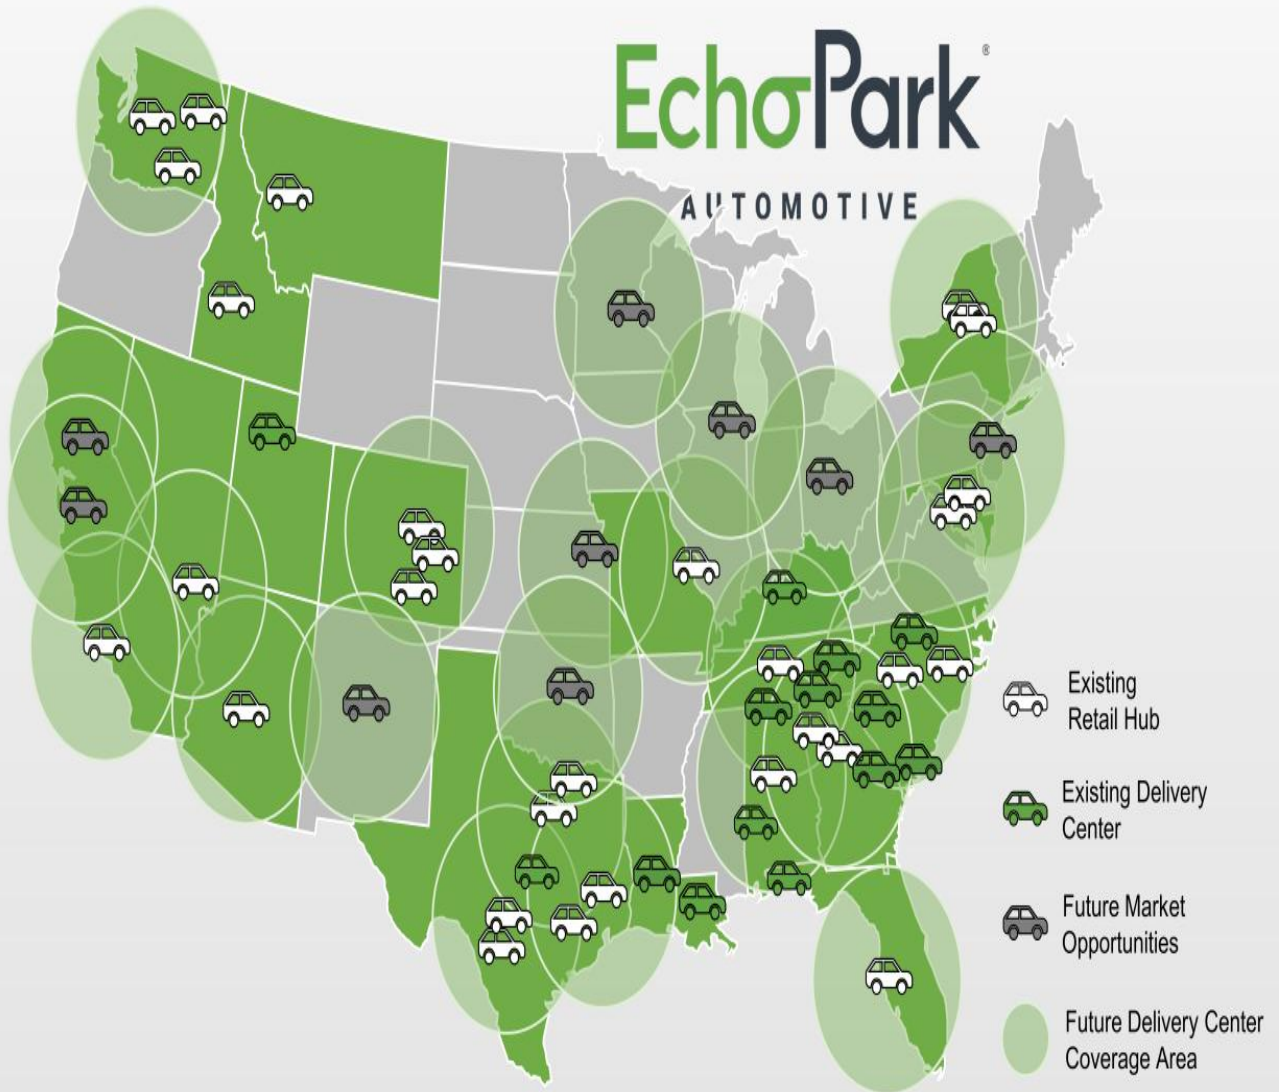 EchoPark®
AUTOMOTIVE
Existing
Retail Hub
Existing Delivery
Center
Future Market
Opportunities
Future Delivery Center
Coverage Area